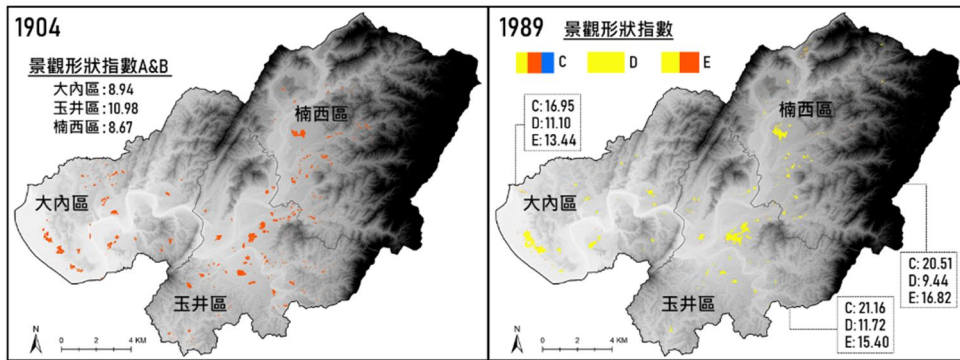 1904
景觀形狀指數A&B
大內區:8.94
玉井區:10.98
楠西區:8.67
楠西區
大內區
玉井區
N
0 2 4 KM
1989 景觀形狀指數
C D E
C:16.95
D:11.10
E:13.44
楠西區
大內區
玉井區
C:20.51
D:9.44
E:16.82
C:21.16
D:11.72
E:15.40
N
0 2 4 KM